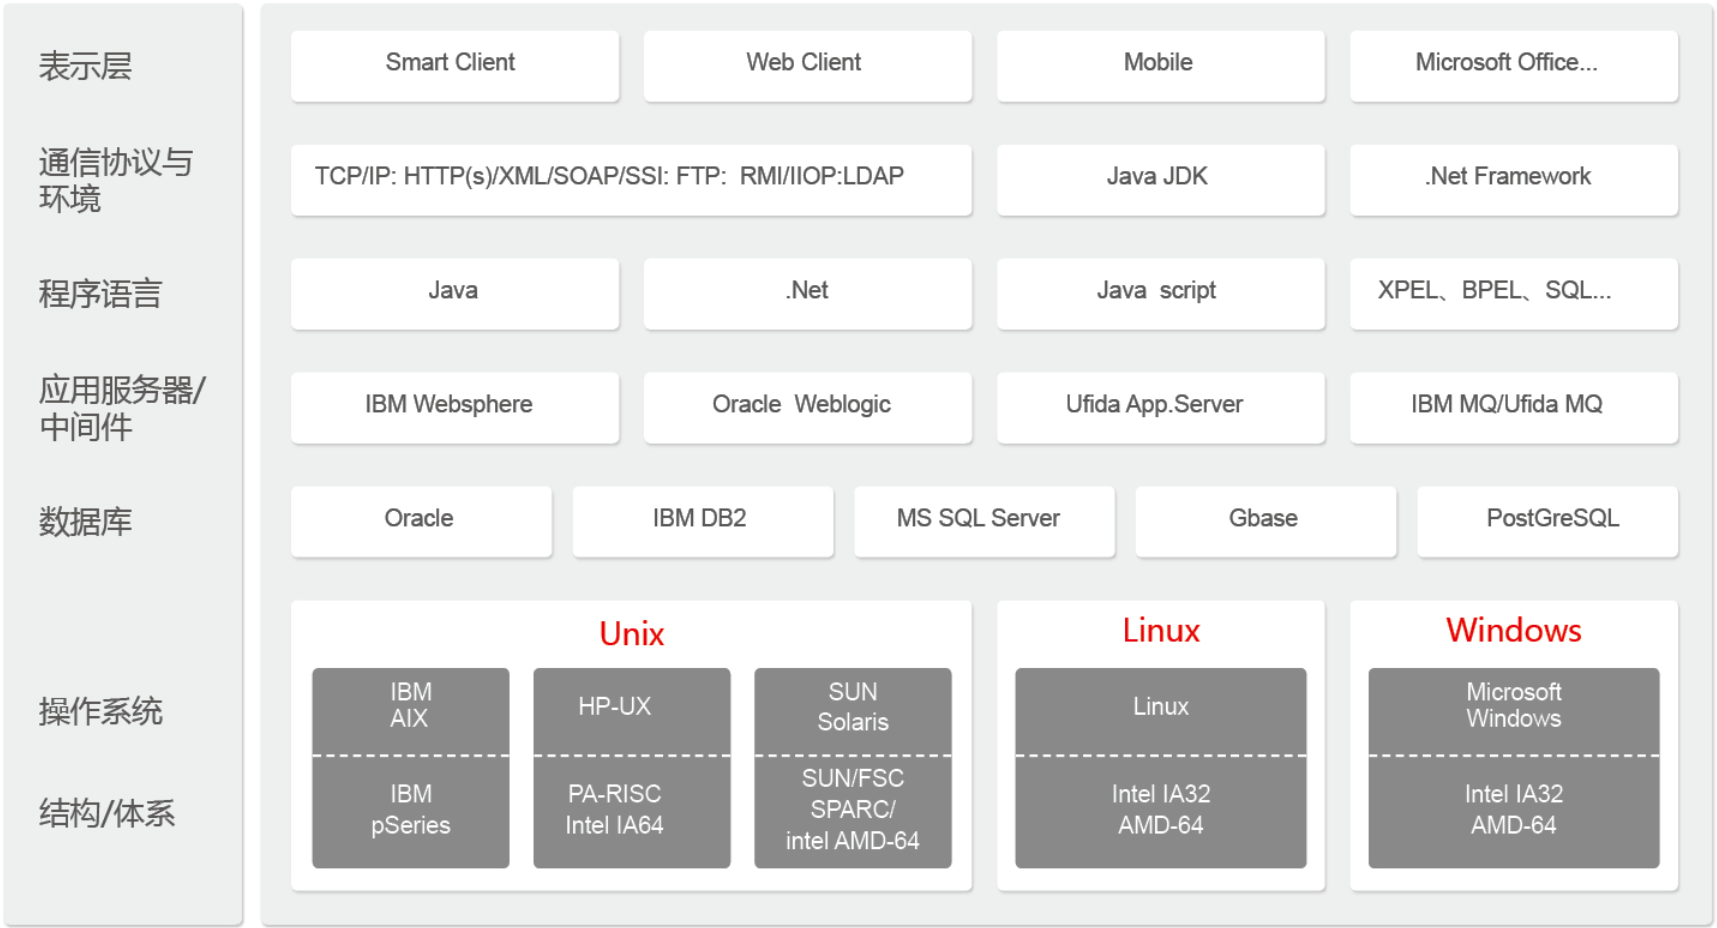 表示层
Smart Client
Web Client
Mobile
Microsoft Office...
通信协议与
环境
TCP/IP: HTTP(s)/XML/SOAP/SSI: FTP:  RMI/IIOP:LDAP
Java JDK
.Net Framework
程序语言
Java
.Net
Java  script
XPEL、BPEL、SQL...
应用服务器/
中间件
IBM Websphere
Oracle  Weblogic
Ufida App.Server
IBM MQ/Ufida MQ
数据库
Oracle
IBM DB2
MS SQL Server
Gbase
PostGreSQL
Unix
Linux
Windows
操作系统
IBM
AIX
HP-UX
SUN
Solaris
Linux
Microsoft
Windows
结构/体系
IBM
pSeries
PA-RISC
Intel IA64
SUN/FSC
SPARC/
intel AMD-64
Intel IA32
AMD-64
Intel IA32
AMD-64